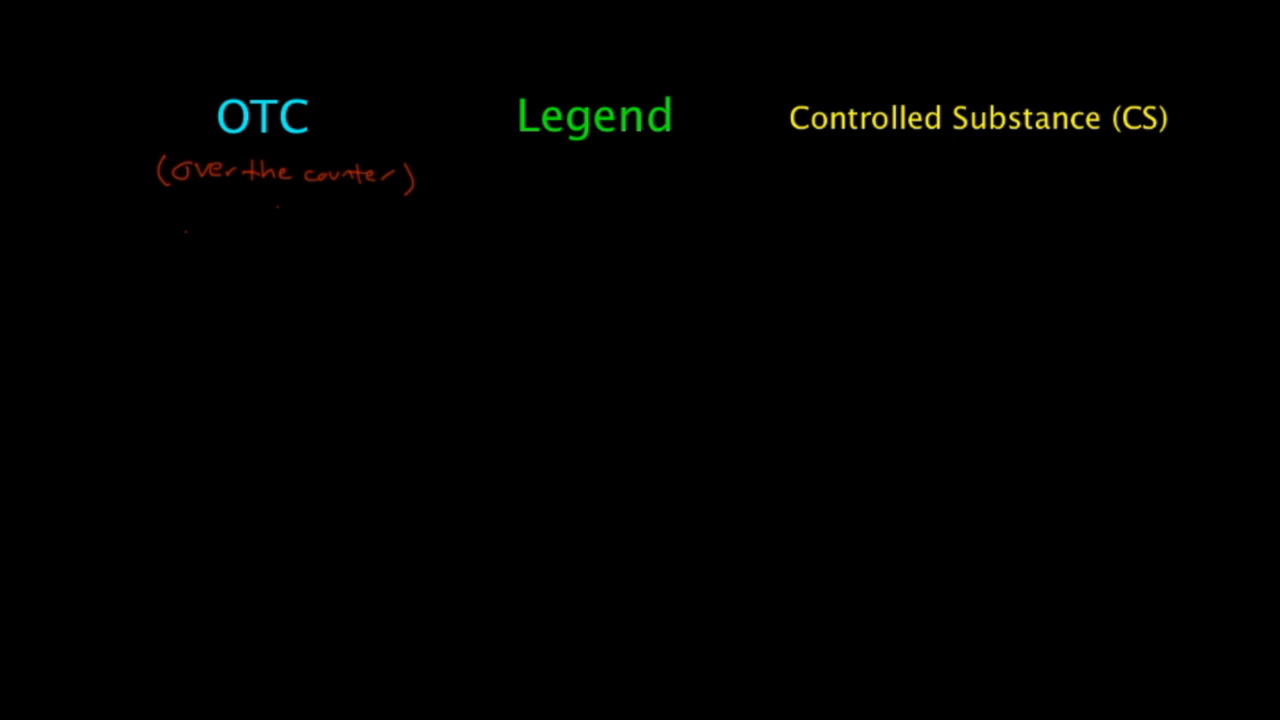 OTC Legend Controlled Substance (CS)
(over the counter)